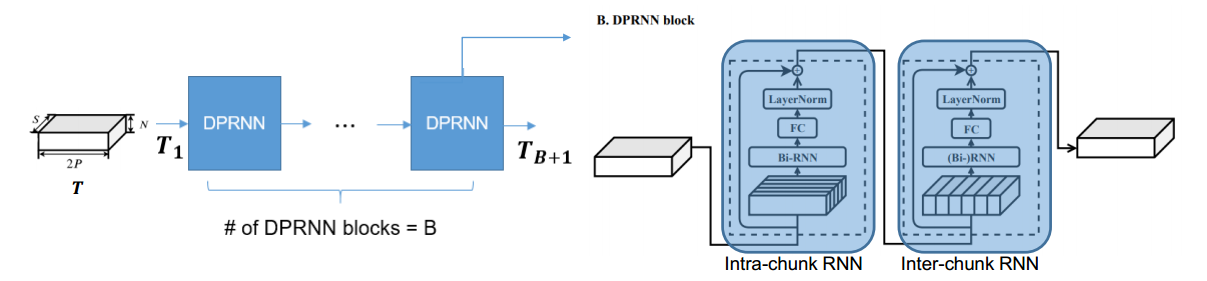 B. DPRNN block
S
N
2P
T
T1
DPRNN
...
DPRNN
TB+1
# of DPRNN blocks = B
+
LayerNorm
FC
Bi-RNN
Intra-chunk RNN
+
LayerNorm
FC
(Bi-)RNN
Inter-chunk RNN